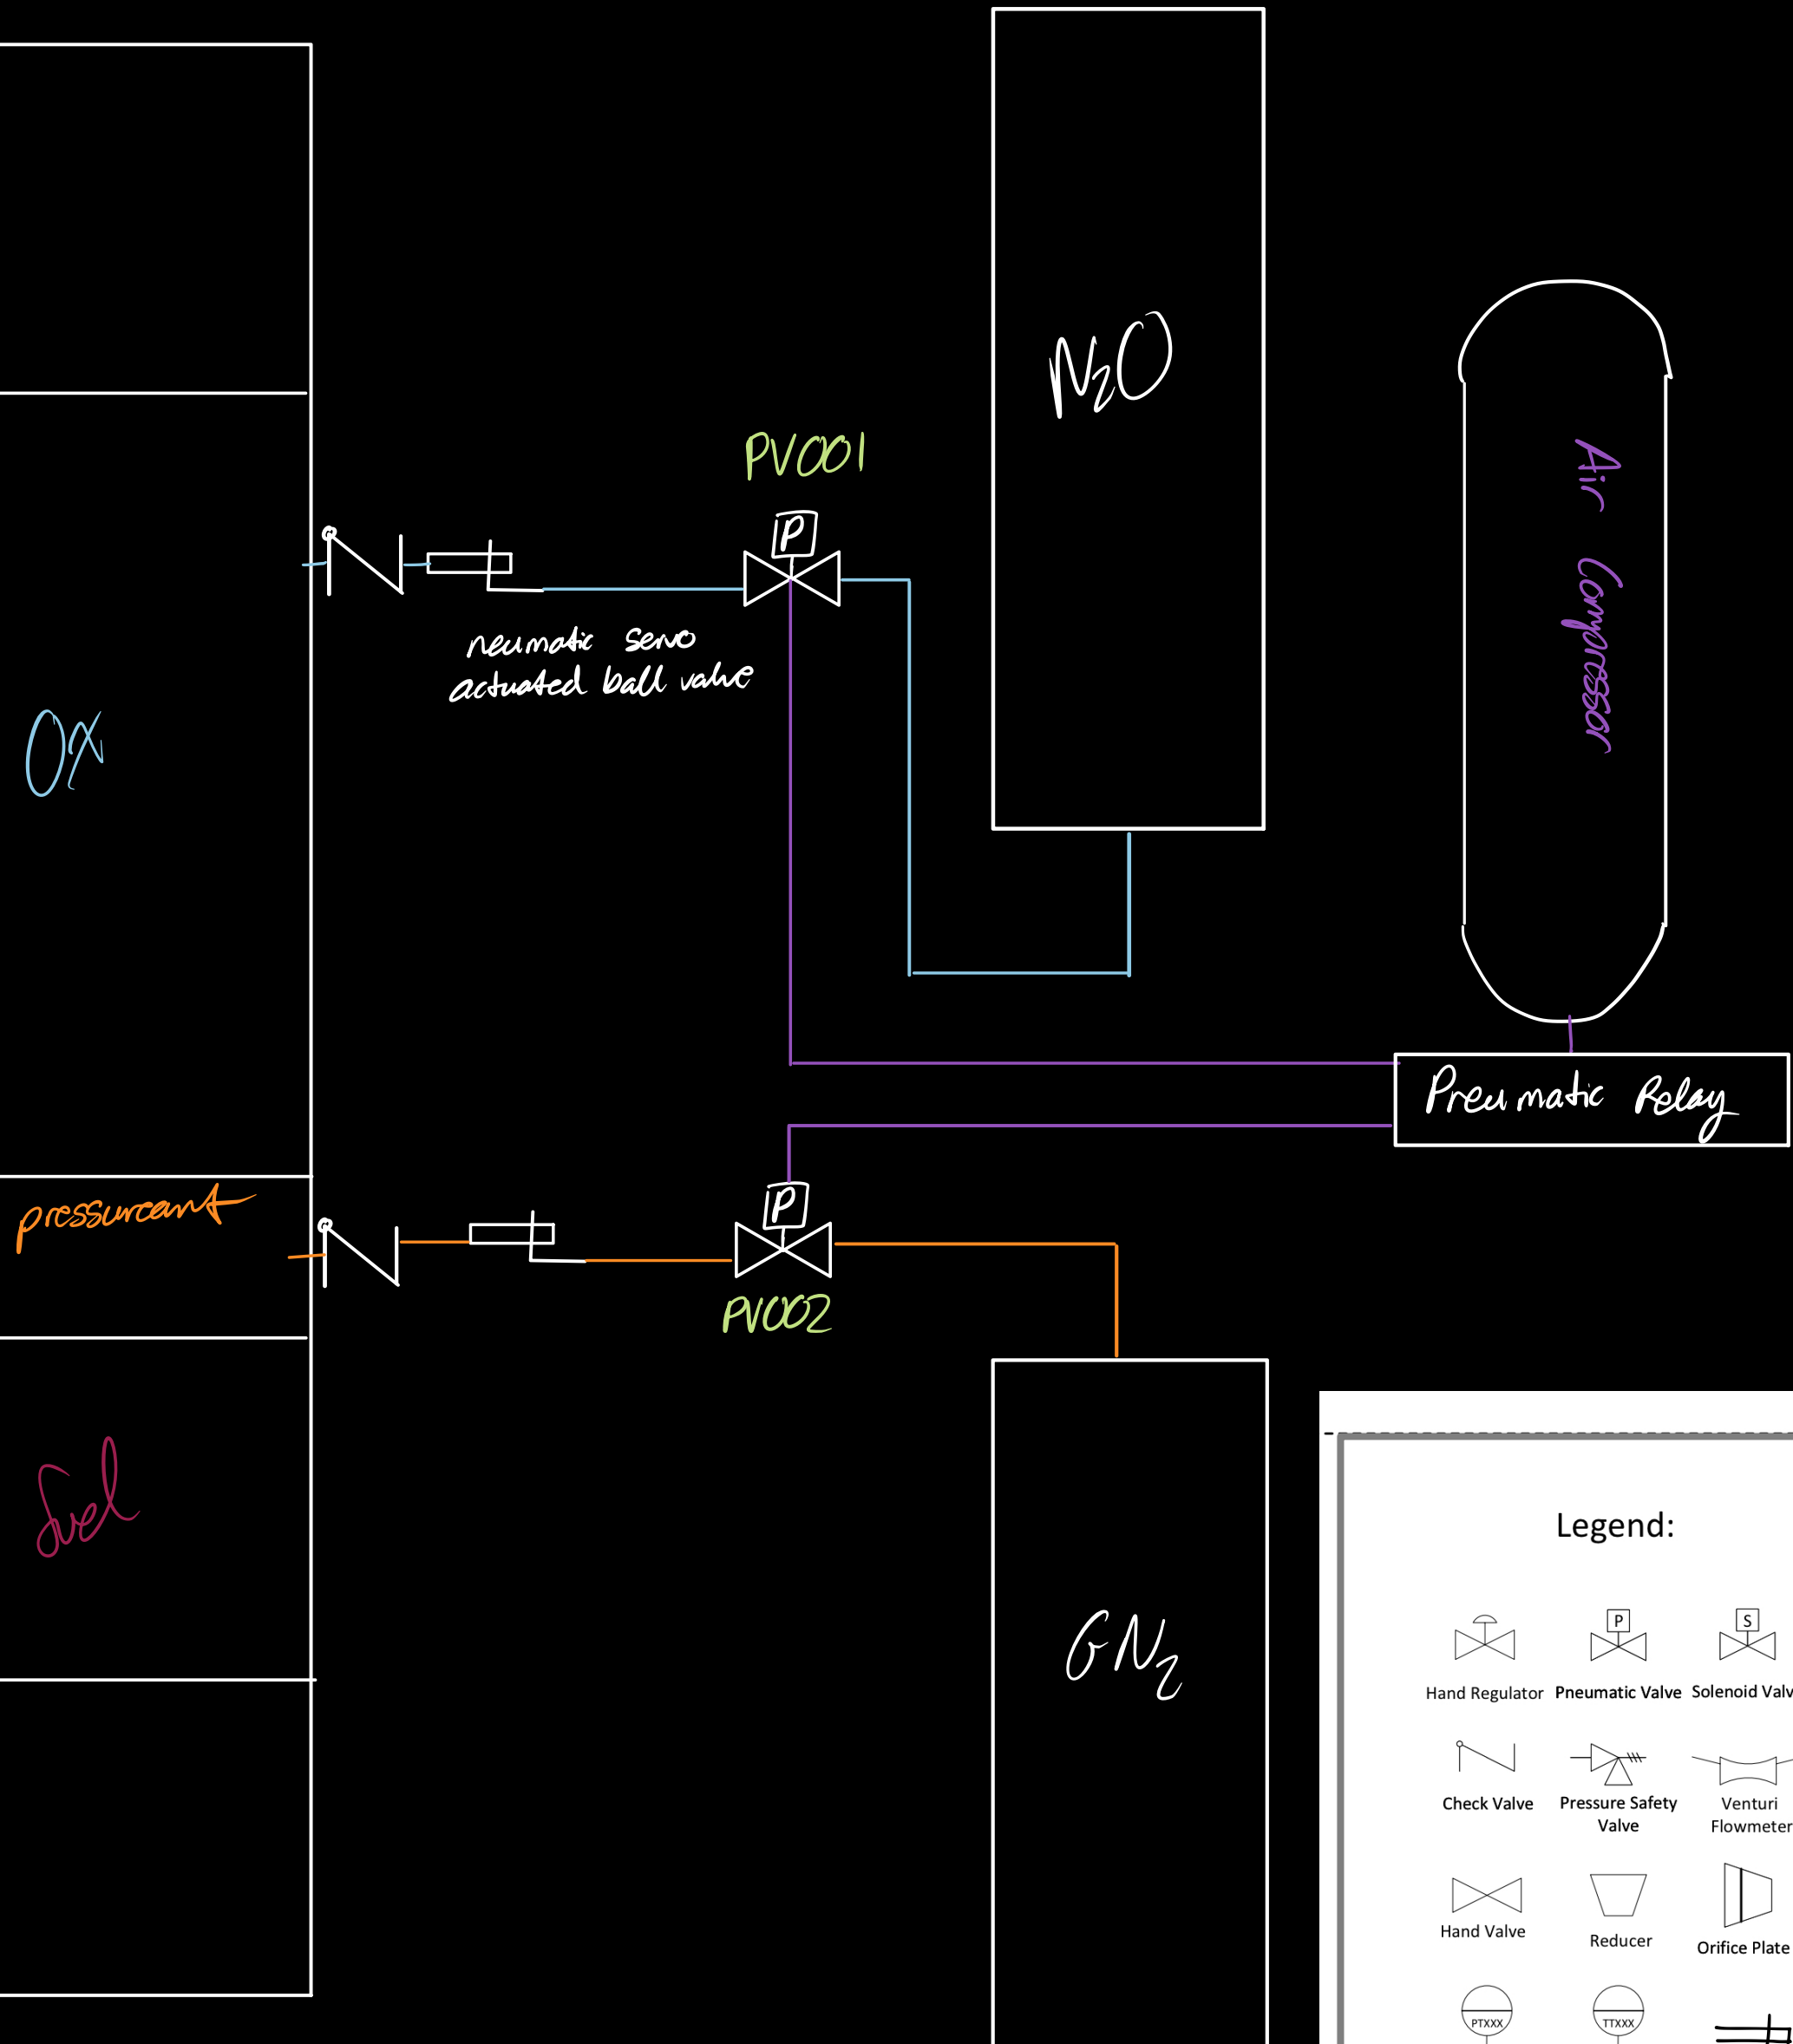 N2O
PV001
P
Air Compressor
neumatic servo
actuated ball valve
OX
Pneumatic Relay
pressurant
P
PV002
Fuel
GN2
Legend:
P
S
Hand Regulator Pneumatic Valve Solenoid Valv
Check Valve Pressure Safety Valve Venturi Flowmeter
Hand Valve Reducer Orifice Plate
PTXXX TTXXX